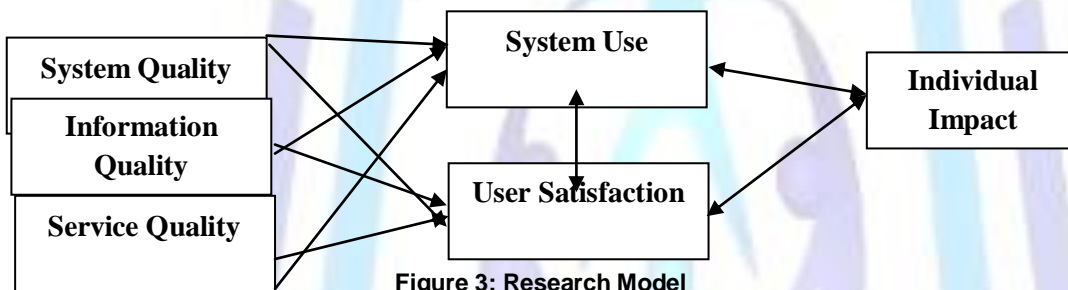 System Quality
Information
Quality
Service Quality
System Use
User Satisfaction
Individual
Impact
Figure 3: Research Model